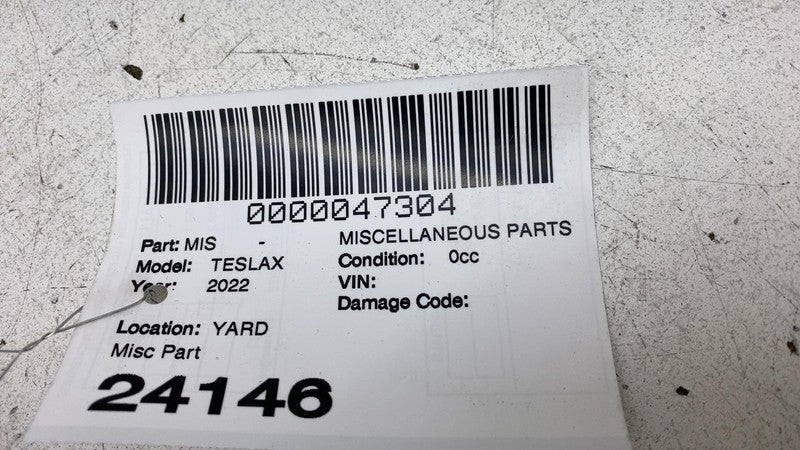 0000047304
Part: MIS - MISCELLANEOUS PARTS
Model: TESLAX Condition: 0cc
Year: 2022 VIN:
Damage Code:
Location: YARD
Misc Part
24146